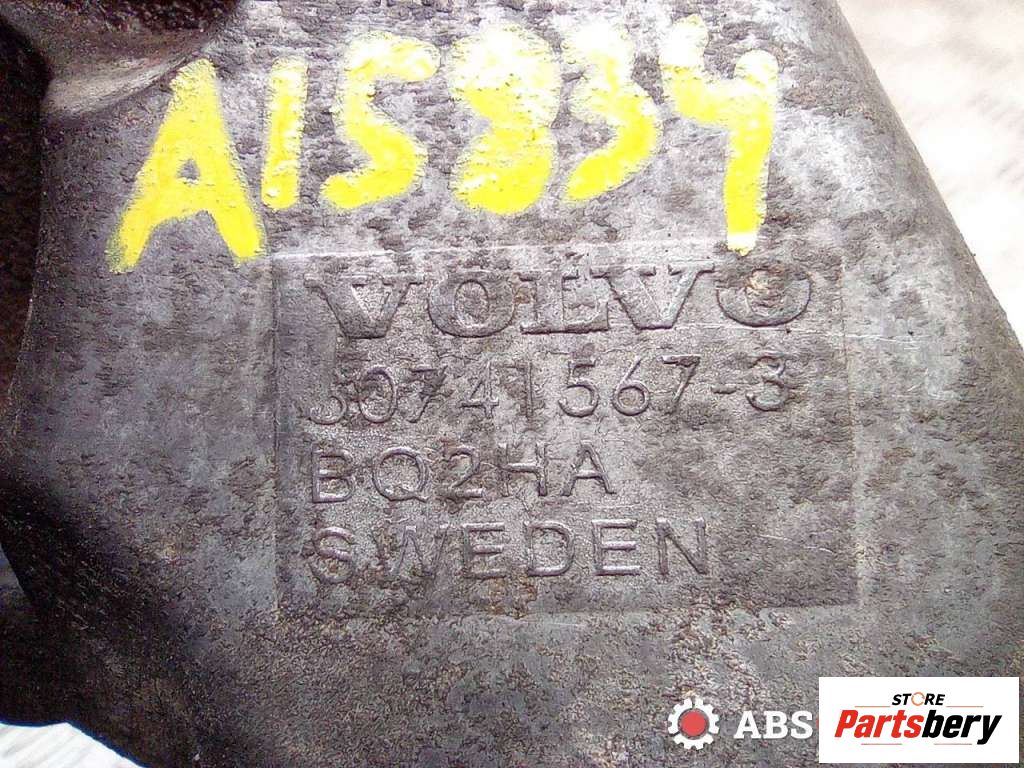 A15834
VOLVO
30741567-3
BQ2HA
SWEDEN
ABS
STORE
Partsbery